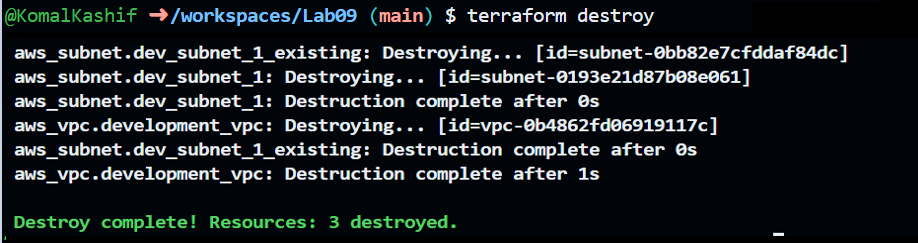 @KomalKashif ➜/workspaces/Lab09 (main) $ terraform destroy
aws_subnet.dev_subnet_1_existing: Destroying... [id=subnet-0bb82e7cfddaf84dc]
aws_subnet.dev_subnet_1: Destroying... [id=subnet-0193e21d87b08e061]
aws_subnet.dev_subnet_1: Destruction complete after 0s
aws_vpc.development_vpc: Destroying... [id=vpc-0b4862fd06919117c]
aws_subnet.dev_subnet_1_existing: Destruction complete after 0s
aws_vpc.development_vpc: Destruction complete after 1s
Destroy complete! Resources: 3 destroyed.